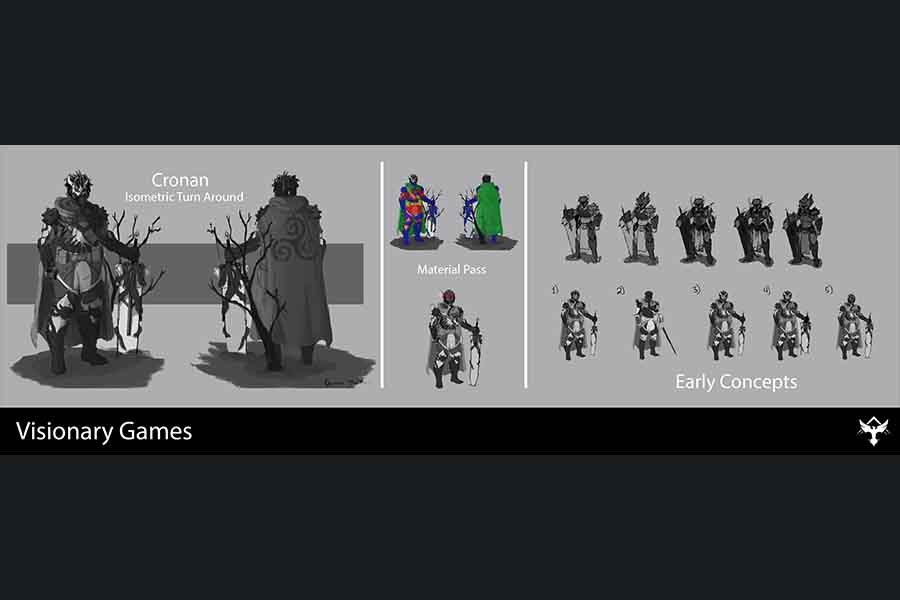 Cronan
Isometric Turn Around
Material Pass
1)
2)
3)
4)
5)
Early Concepts
Visionary Games